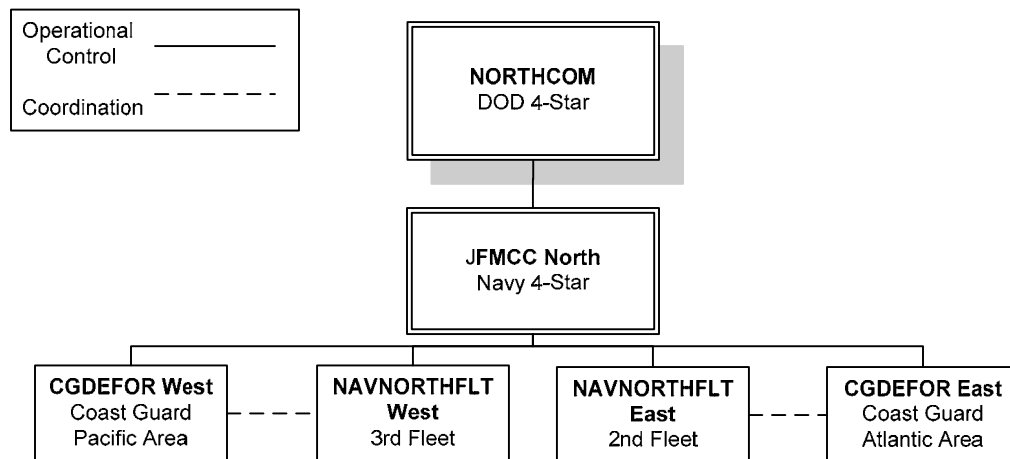 Operational
Control
Coordination
NORTHCOM
DOD 4-Star
JFMCC North
Navy 4-Star
CGDEFOR West
Coast Guard
Pacific Area
NAVNORTHFLT
West
3rd Fleet
NAVNORTHFLT
East
2nd Fleet
CGDEFOR East
Coast Guard
Atlantic Area